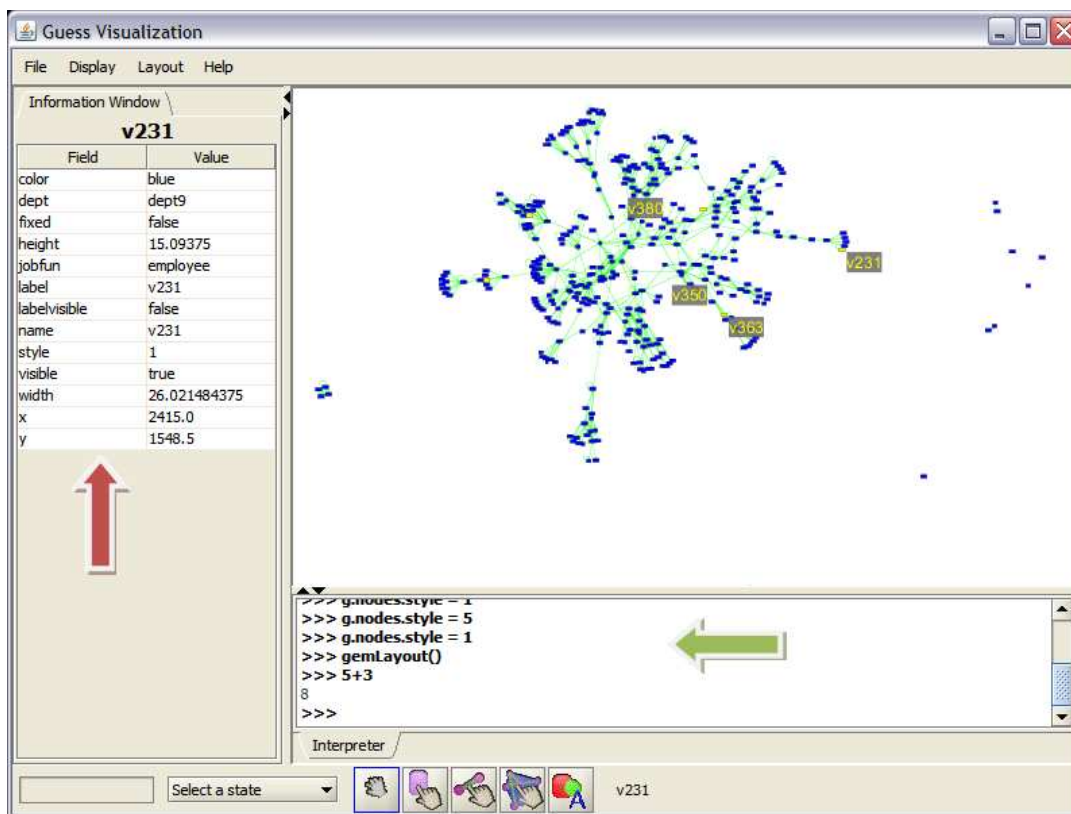 Guess Visualization
File Display Layout Help
Information Window
v231
Field Value
color blue
dept dept9
fixed false
height 15.09375
jobfun employee
label v231
labelvisible false
name v231
style 1
visible true
width 26.021484375
x 2415.0
y 1548.5
v380
v231
v350
v363
>>> g.nodes.style = 1
>>> g.nodes.style = 5
>>> g.nodes.style = 1
>>> gemLayout()
>>> 5+3
8
>>>
Interpreter
Select a state
A
v231